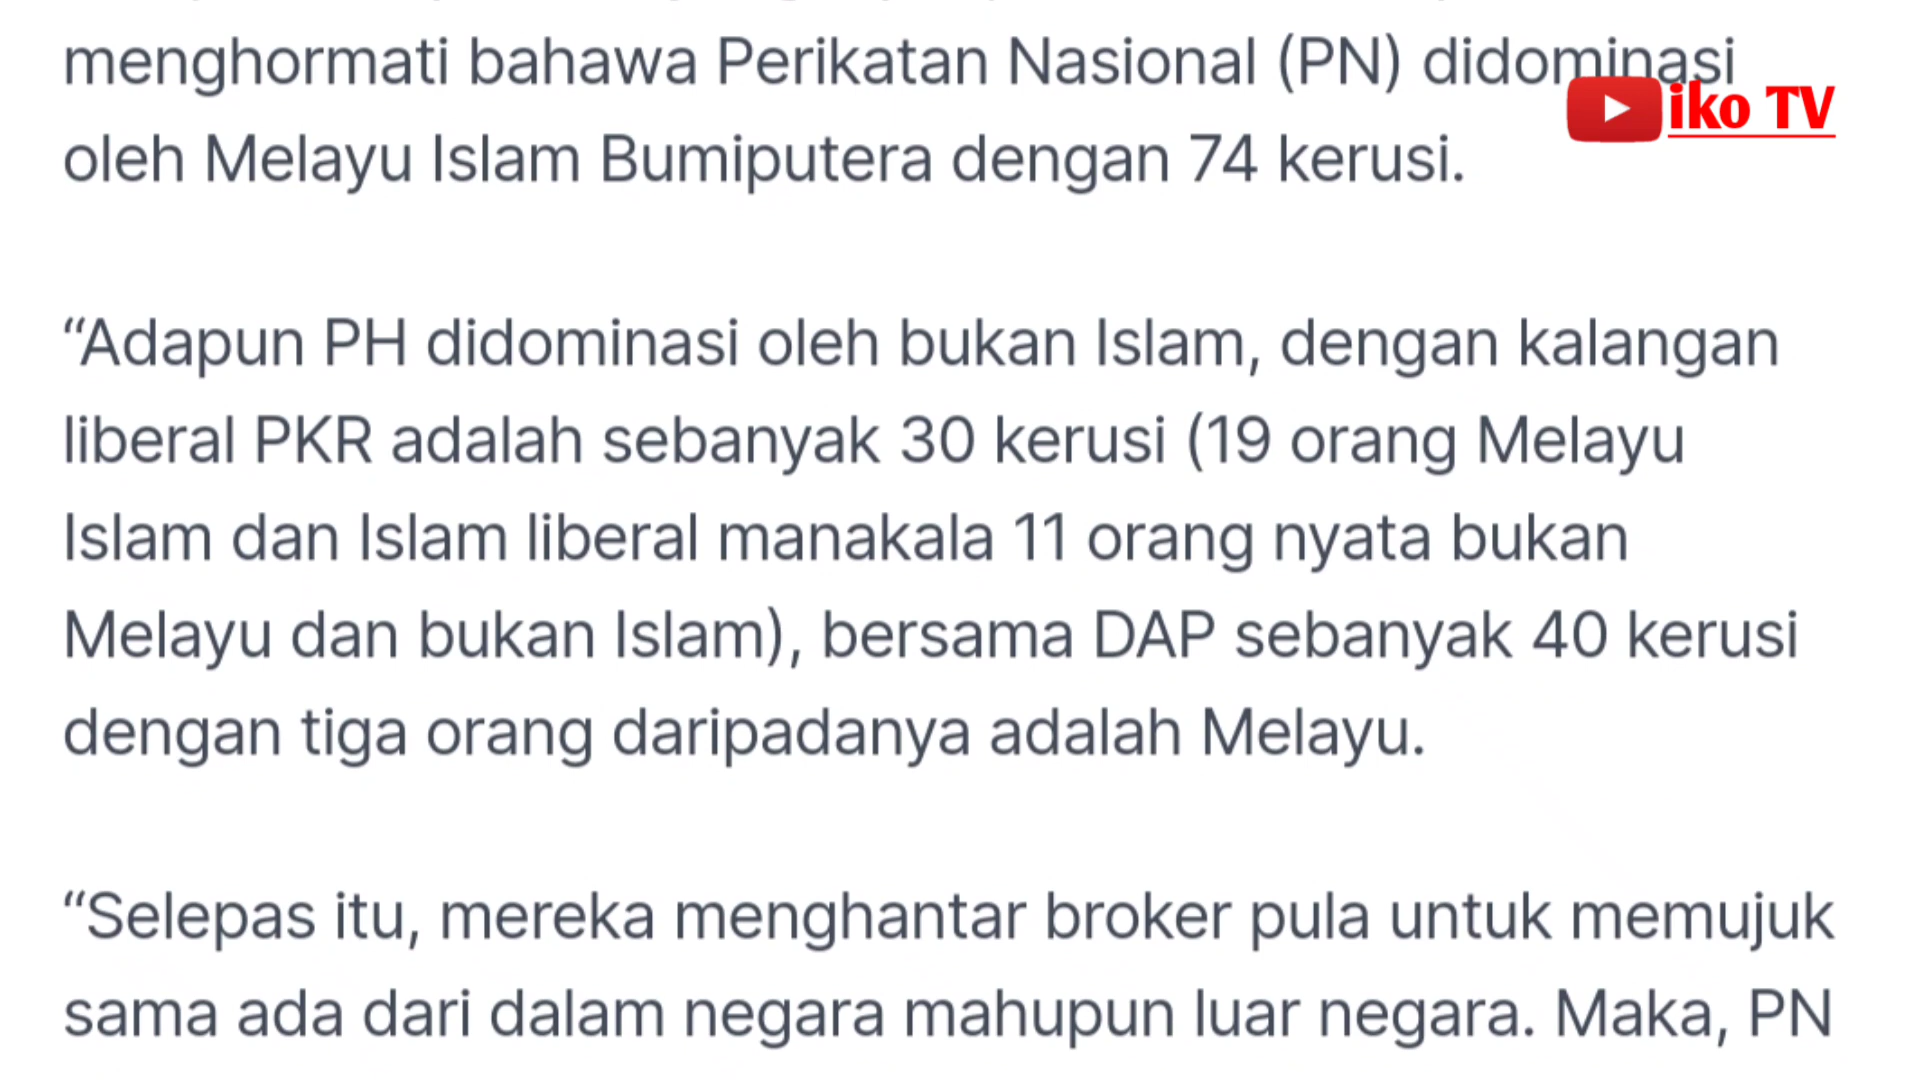 menghormati bahawa Perikatan Nasional (PN) didominasi
iko TV
oleh Melayu Islam Bumiputera dengan 74 kerusi.
“Adapun PH didominasi oleh bukan Islam, dengan kalangan
liberal PKR adalah sebanyak 30 kerusi (19 orang Melayu
Islam dan Islam liberal manakala 11 orang nyata bukan
Melayu dan bukan Islam), bersama DAP sebanyak 40 kerusi
dengan tiga orang daripadanya adalah Melayu.
“Selepas itu, mereka menghantar broker pula untuk memujuk
sama ada dari dalam negara mahupun luar negara. Maka, PN